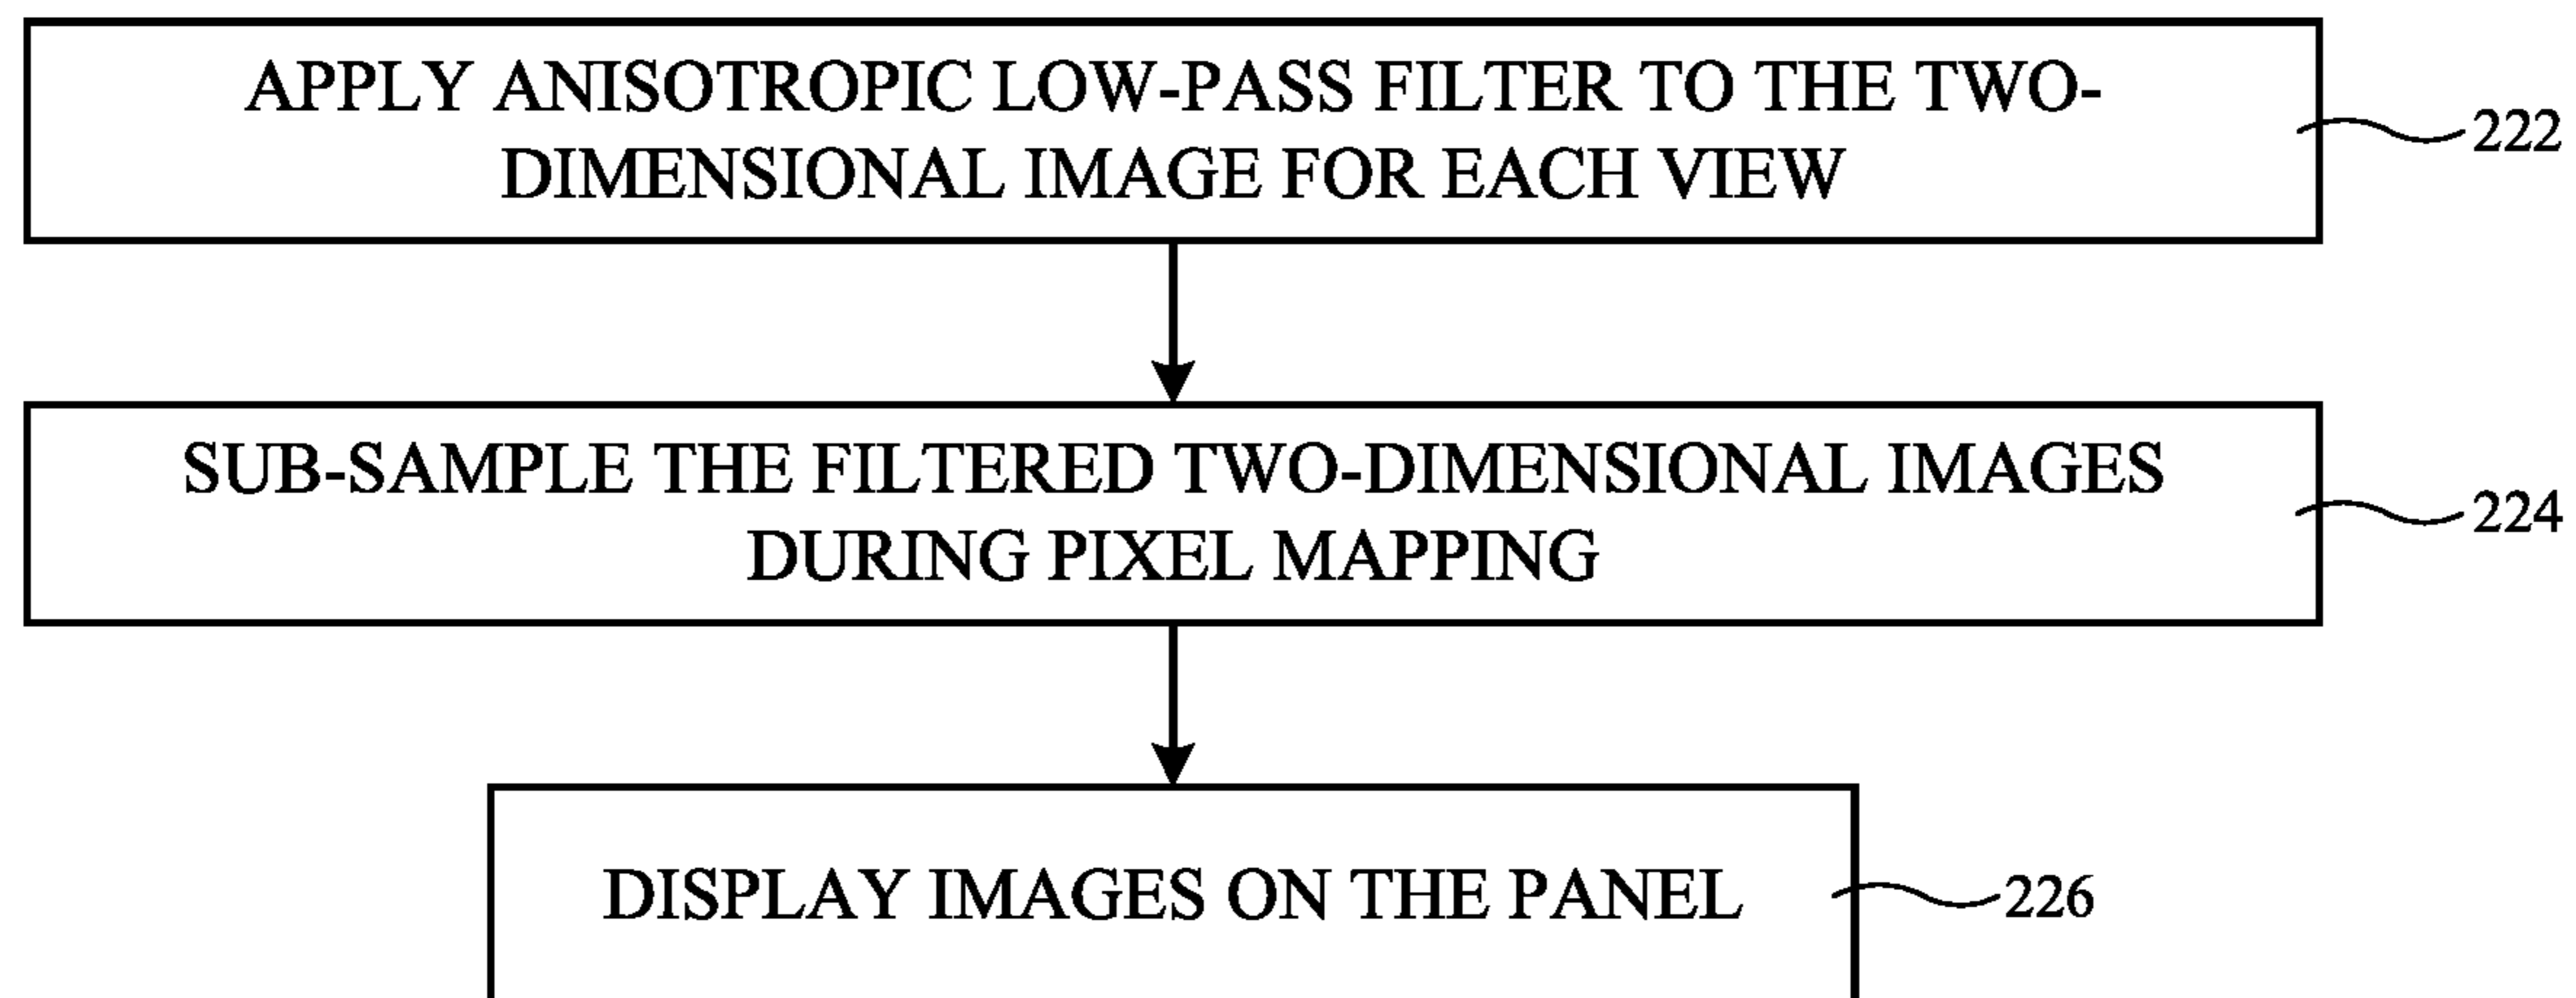 APPLY ANISOTROPIC LOW-PASS FILTER TO THE TWO-
DIMENSIONAL IMAGE FOR EACH VIEW
222
SUB-SAMPLE THE FILTERED TWO-DIMENSIONAL IMAGES
DURING PIXEL MAPPING
224
DISPLAY IMAGES ON THE PANEL
226